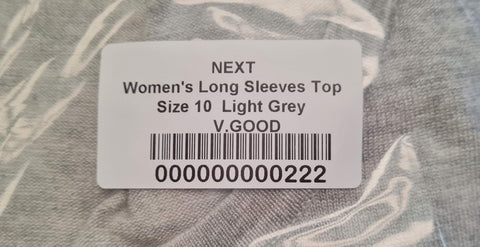 NEXT
Women's Long Sleeves Top
Size 10 Light Grey
V.GOOD
000000000222